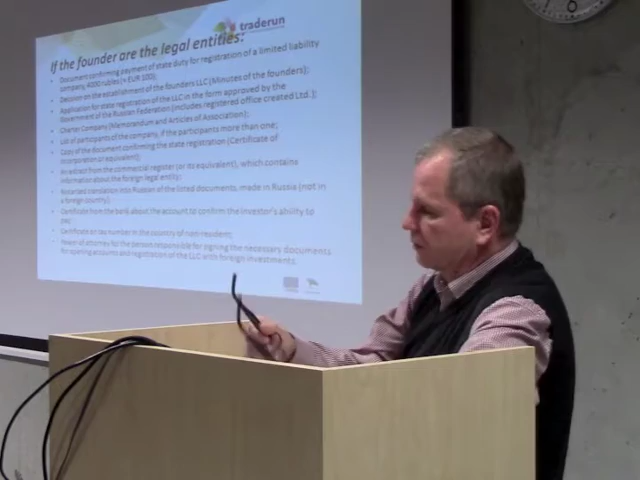 traderun
If the founder are the legal entities:
Document confirming payment of state duty for registration of a limited liability
company 4000 rubles (≈ EUR 100);
Decision on the establishment of the founders LLC (Minutes of the founders);
Application for state registration of the LLC in the form approved by the
Government of the Russian Federation (includes registered office created Ltd.);
Charter Company (Memorandum and Articles of Association);
List of participants of the company, if the participants more than one;
Copy of the document confirming the state registration (Certificate of
incorporation or equivalent);
An extract from the commercial register (or its equivalent), which contains
information about the foreign legal entity;
Notarized translation into Russian of the listed documents, made in Russia (not in
a foreign country)
Certificate from the bank about the account to confirm the investor's ability to
pay;
Certificate on tax number in the country of non-residents;
Power of attorney for the person responsible for signing the necessary documents
for opening accounts and registration of the LLC with foreign investments.